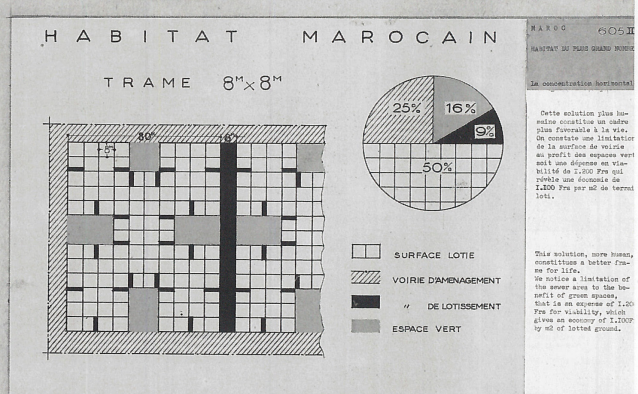 HABITAT MAROCAIN
TRAME 8M x 8M
25%
16%
9%
50%
SURFACE LOTIE
VOIRIE D'AMENAGEMENT
" DE LOTISSEMENT
ESPACE VERT
MAROC 605 II
HABITAT DU PLUS GRAND NOMBRE
La concentration horizontal
Cette solution plus hu-
maine constitue un cadre
plus favorable à la vie.
On constate une limitation
de la surface de voirie
au profit des espaces vert
soit une dépense en via-
bilité de I.200 Frs qui
révèle une économie de
I.I00 Frs par m2 de terrai
loti.
This solution, more human,
constitues a better fra-
me for life.
We notice a limitation of
the sewer area to the be-
nefit of green spaces,
that is an expense of I.20
Frs for viability, which
gives an economy of I.I00F
by m2 of lotted ground.